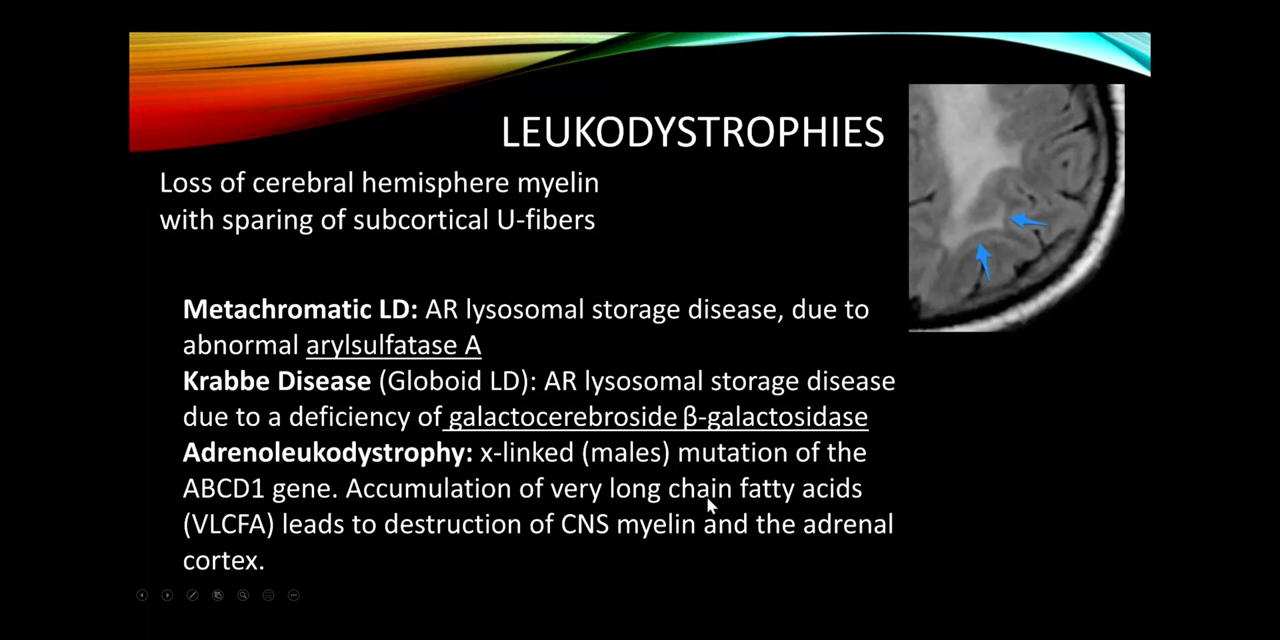 LEUKODYSTROPHIES
Loss of cerebral hemisphere myelin
with sparing of subcortical U-fibers
Metachromatic LD: AR lysosomal storage disease, due to
abnormal arylsulfatase A
Krabbe Disease (Globoid LD): AR lysosomal storage disease
due to a deficiency of galactocerebroside β-galactosidase
Adrenoleukodystrophy: x-linked (males) mutation of the
ABCD1 gene. Accumulation of very long chain fatty acids
(VLCFA) leads to destruction of CNS myelin and the adrenal
cortex.